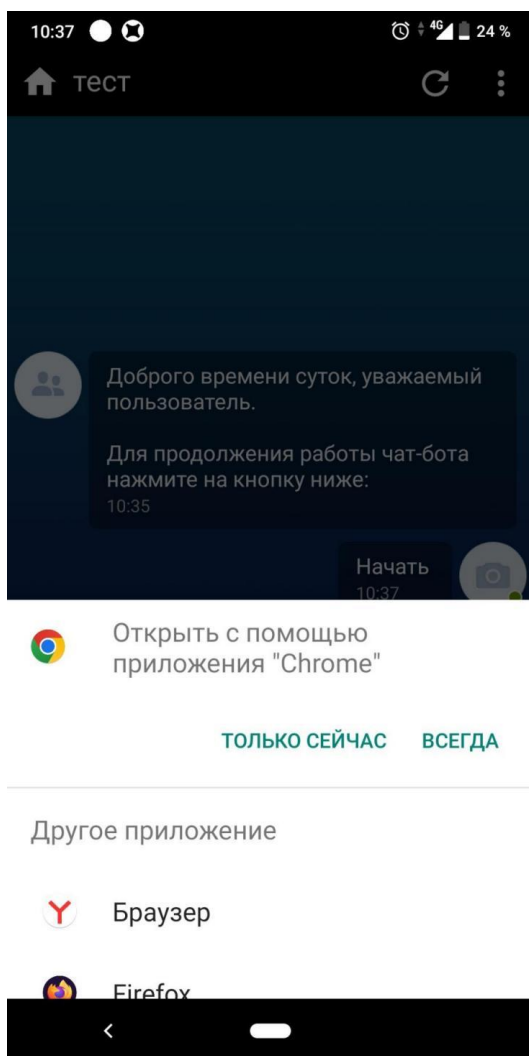 10:37 4G 24 %
тест
Доброго времени суток, уважаемый
пользователь.
Для продолжения работы чат-бота
нажмите на кнопку ниже:
10:35
Начать
10:37
Открыть с помощью
приложения "Chrome"
ТОЛЬКО СЕЙЧАС ВСЕГДА
Другое приложение
Браузер
Firefox